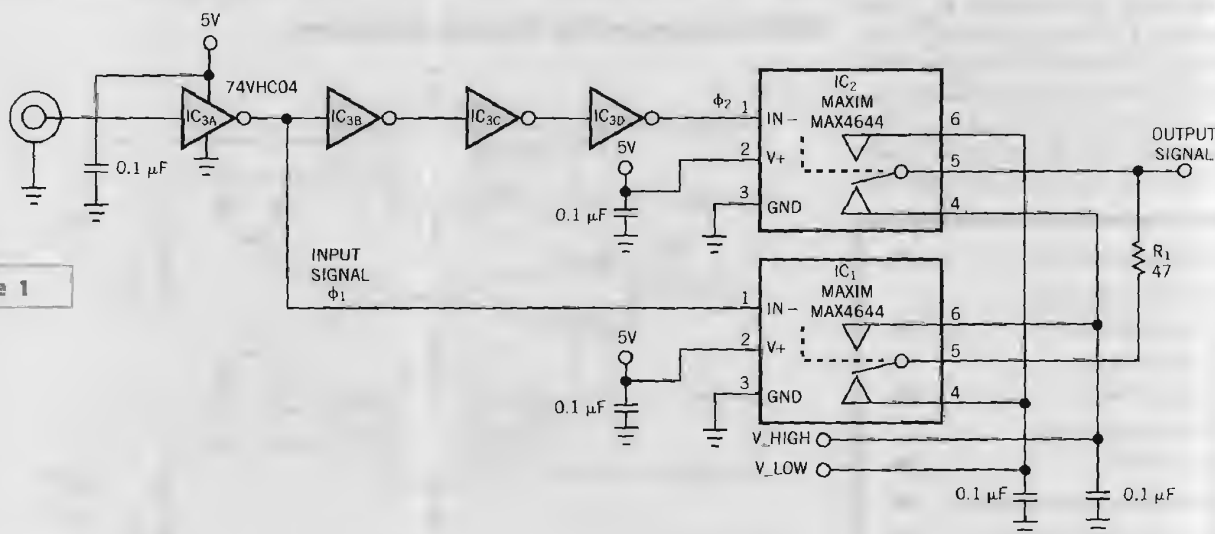 5V
74VHC04
IC3A
IC3B
IC3C
IC3D
0.1 µF
ϕ2
1
IN –
2
V+
3
GND
IC2
MAXIM
MAX4644
6
5
4
5V
0.1 µF
OUTPUT
SIGNAL
R1
47
INPUT
SIGNAL
ϕ1
e 1
1
IN –
2
V+
3
GND
IC1
MAXIM
MAX4644
6
5
4
5V
0.1 µF
V_HIGH
V_LOW
0.1 µF
0.1 µF